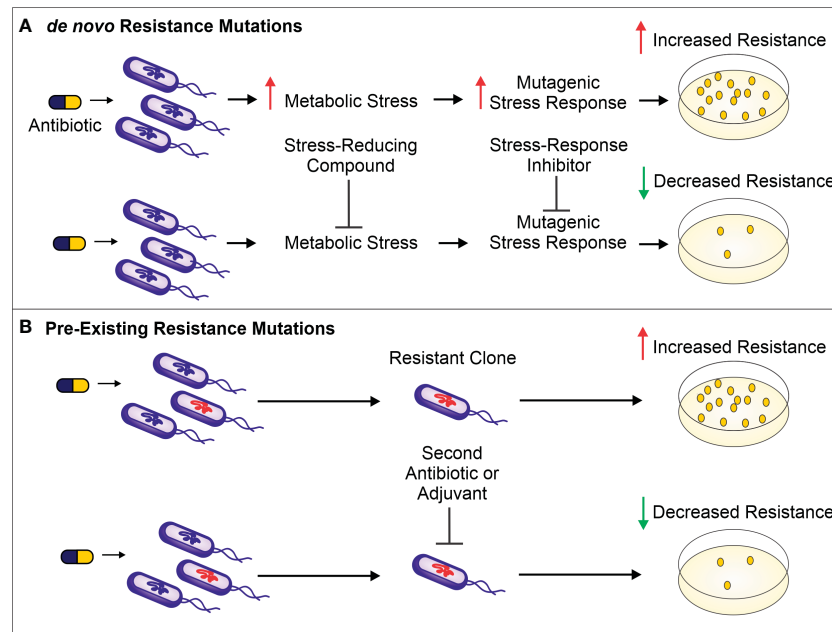 A de novo Resistance Mutations
Increased Resistance
Antibiotic
Metabolic Stress
Mutagenic
Stress Response
Stress-Reducing
Compound
Stress-Response
Inhibitor
Decreased Resistance
Metabolic Stress
Mutagenic
Stress Response
B Pre-Existing Resistance Mutations
Resistant Clone
Increased Resistance
Second
Antibiotic or
Adjuvant
Decreased Resistance